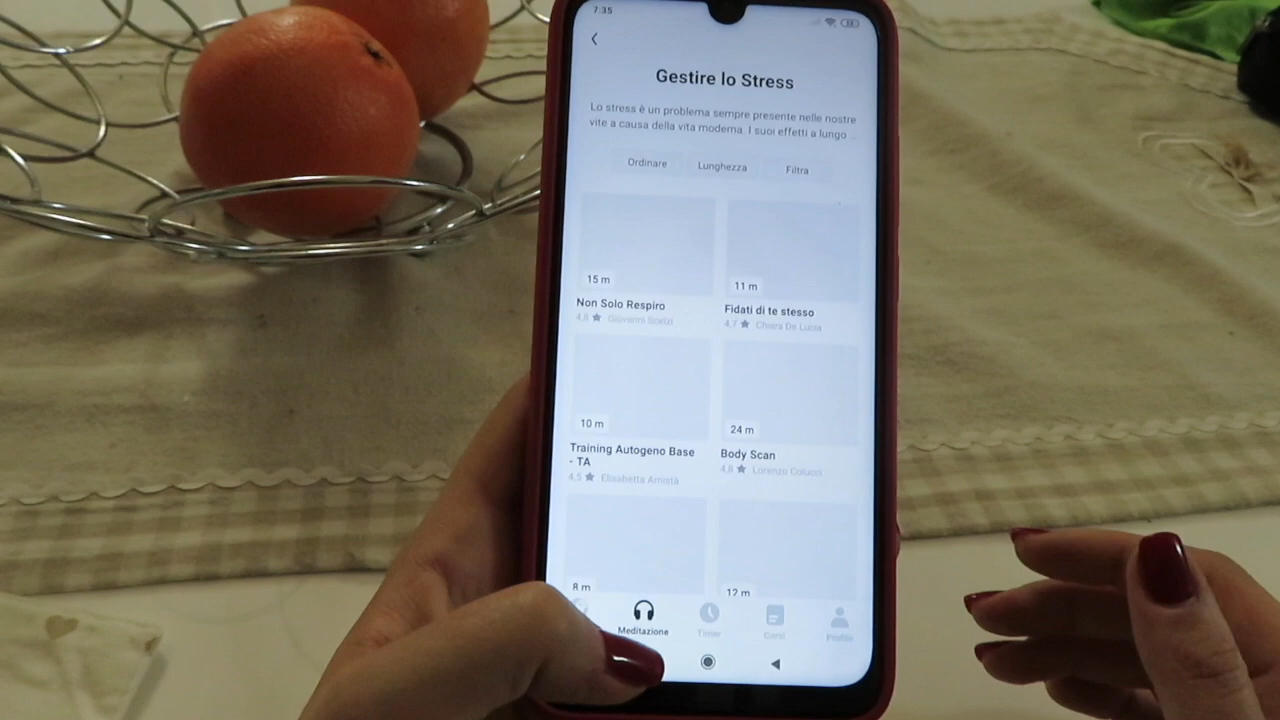 7:35
Gestire lo Stress
Lo stress è un problema sempre presente nelle nostre
vite a causa della vita moderna. I suoi effetti a lungo ...
Ordinare Lunghezza Filtra
15 m
11 m
Non Solo Respiro
Fidati di te stesso
4,8 Giovanni
4,7 Chiara De Lucia
10 m
24 m
Training Autogeno Base
- TA
Body Scan
4,5 Elisabetta Amistà
4,8 Lorenzo Colucci
8 m
12 m
Meditazione Timer Corsi Profilo